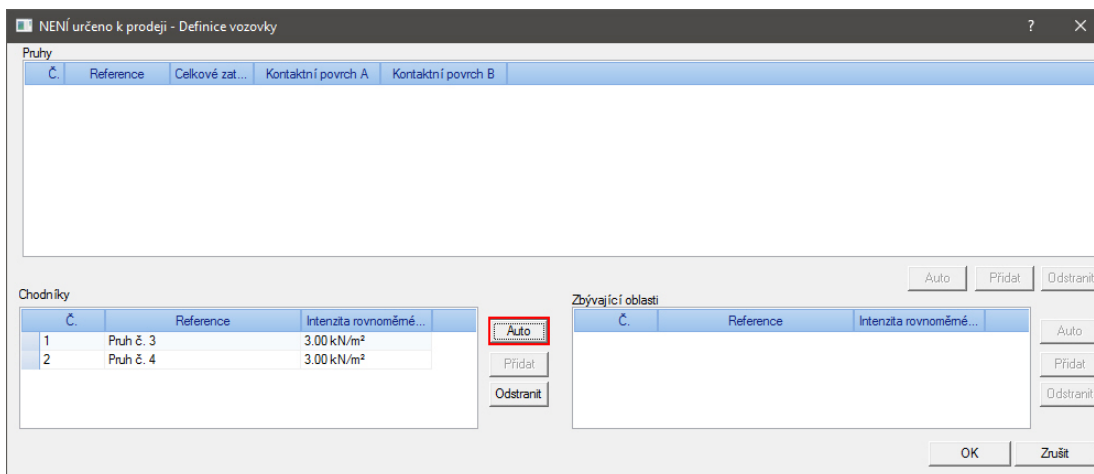 NENÍ určeno k prodeji - Definice vozovky
Pruhy
Č. Reference Celkové zat... Kontaktní povrch A Kontaktní povrch B
Auto Přidat Odstranit
Chodníky
Č. Reference Intenzita rovnoměrné...
1 Pruh č. 3 3.00 kN/m²
2 Pruh č. 4 3.00 kN/m²
Auto
Přidat
Odstranit
Zbývající oblasti
Č. Reference Intenzita rovnoměrné...
Auto
Přidat
Odstranit
OK Zrušit